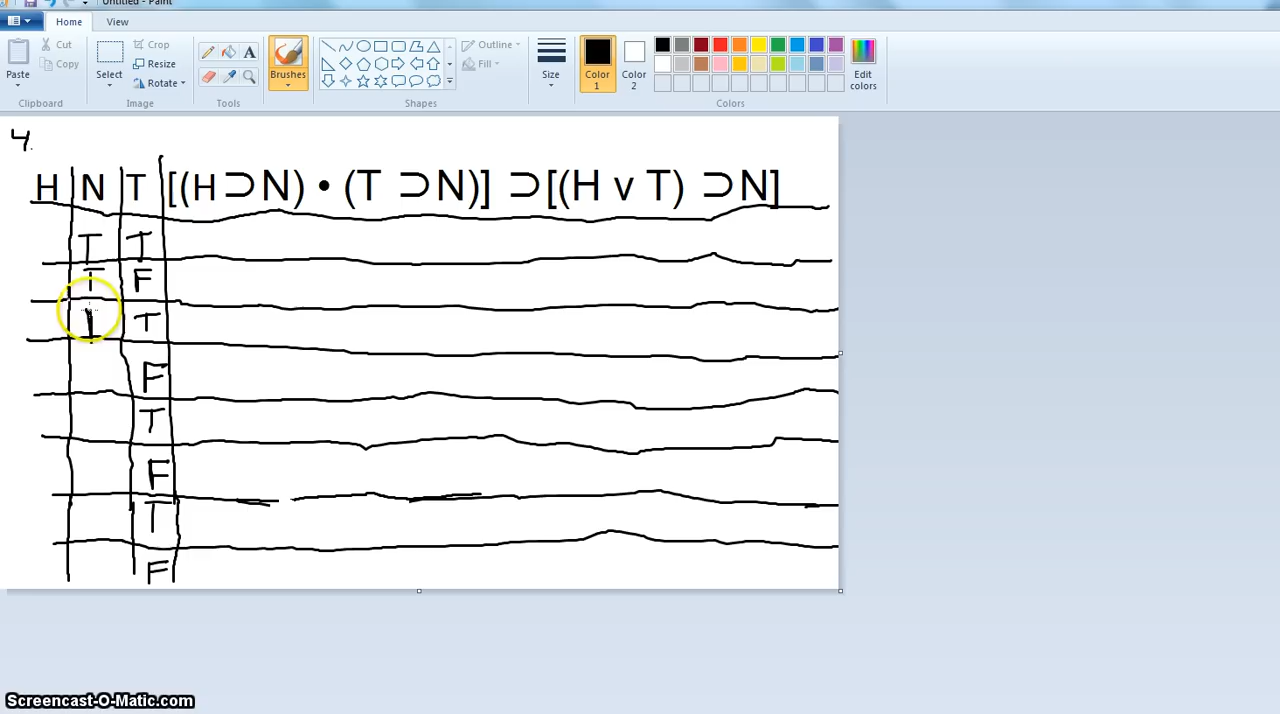 Untitled - Paint
Home View
Paste Cut Copy Select Crop Resize Rotate A Brushes Outline Fill Size Color 1 Color 2 Edit colors
Clipboard Image Tools Shapes Colors
4.
H N T [(H ⊃ N) • (T ⊃ N)] ⊃ [(H v T) ⊃ N]
T T
T F
T
F
T
F
T
F
Screencast-O-Matic.com